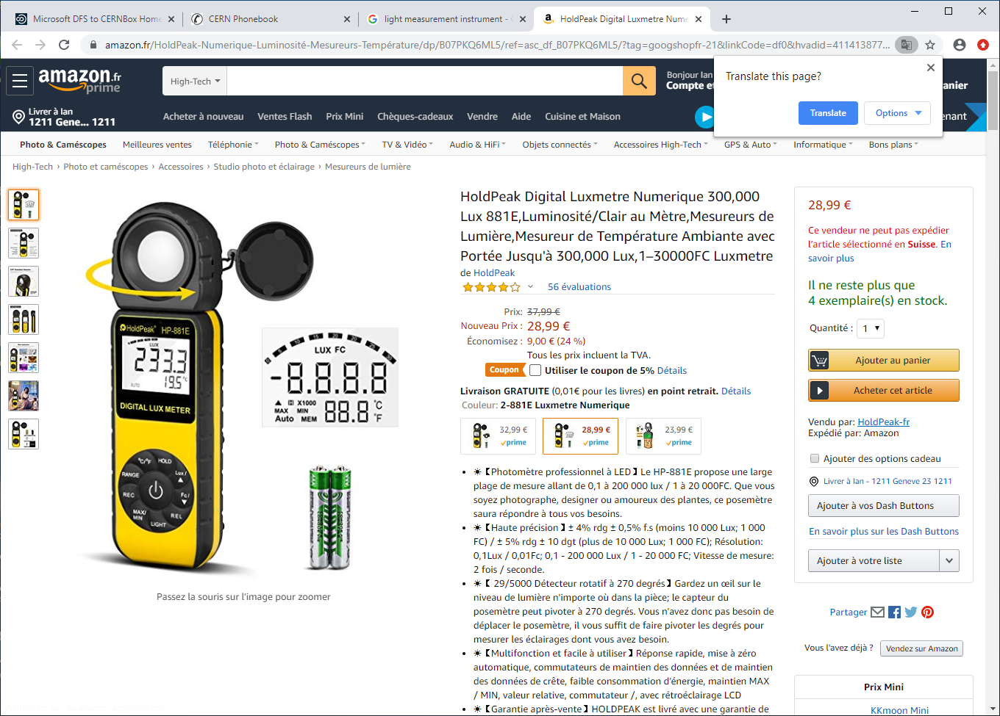 Microsoft DFS to CERNBox Home
CERN Phonebook
light measurement instrument -
HoldPeak Digital Luxmetre Nume
amazon.fr/HoldPeak-Numerique-Luminosité-Mesureurs-Température/dp/B07PKQ6ML5/ref=asc_df_B07PKQ6ML5/?tag=googshopfr-21&linkCode=df0&hvadid=411413877...
Translate this page?
Translate
Options
amazon.fr
prime
High-Tech
Bonjour Ian
Compte et
anier
Livrer à Ian
1211 Gene... 1211
Acheter à nouveau Ventes Flash Prix Mini Chèques-cadeaux Vendre Aide Cuisine et Maison
enant
Photo & Caméscopes Meilleures ventes Téléphonie Photo & Caméscopes TV & Vidéo Audio & HiFi Objets connectés Accessoires High-Tech GPS & Auto Informatique Bons plans
High-Tech › Photo et caméscopes › Accessoires › Studio photo et éclairage › Mesureurs de lumière
HoldPeak HP-881E
LUX
233.3
AUTO 19.5 °C
DIGITAL LUX METER
°C/°F HOLD
RANGE Lux/
REC Fc/
MAX/MIN REL
LIGHT
LUX FC
-8.8.8.8
H X1000
MAX MIN
Auto MEM 88.8 °C °F
AAA AAA
Passez la souris sur l'image pour zoomer
HoldPeak Digital Luxmetre Numerique 300,000
Lux 881E,Luminosité/Clair au Mètre,Mesureurs de
Lumière,Mesureur de Température Ambiante avec
Portée Jusqu'à 300,000 Lux,1–30000FC Luxmetre
de HoldPeak
56 évaluations
Prix: 37,99 €
Nouveau Prix : 28,99 €
Économisez : 9,00 € (24 %)
Tous les prix incluent la TVA.
Coupon Utiliser le coupon de 5% Détails
Livraison GRATUITE (0,01€ pour les livres) en point retrait. Détails
Couleur: 2-881E Luxmetre Numerique
32,99 € prime
28,99 € prime
23,99 € prime
• ☀【Photomètre professionnel à LED】Le HP-881E propose une large
plage de mesure allant de 0,1 à 200 000 lux / 1 à 20 000FC. Que vous
soyez photographe, designer ou amoureux des plantes, ce posemètre
saura répondre à tous vos besoins.
• ☀【Haute précision】± 4% rdg ± 0,5% f.s (moins 10 000 Lux; 1 000
FC) / ± 5% rdg ± 10 dgt (plus de 10 000 Lux; 1 000 FC); Résolution:
0,1Lux / 0,01Fc; 0,1 - 200 000 Lux / 1 - 20 000 FC; Vitesse de mesure:
2 fois / seconde.
• ☀【 29/5000 Détecteur rotatif à 270 degrés】Gardez un œil sur le
niveau de lumière n'importe où dans la pièce; le capteur du
posemètre peut pivoter à 270 degrés. Vous n'avez donc pas besoin de
déplacer le posemètre, il vous suffit de faire pivoter les degrés pour
mesurer les éclairages dont vous avez besoin.
• ☀【Multifonction et facile à utiliser】Réponse rapide, mise à zéro
automatique, commutateurs de maintien des données et de maintien
des données de crête, faible consommation d'énergie, maintien MAX
/ MIN, valeur relative, commutateur /, avec rétroéclairage LCD
• ☀【Garantie après-vente】HOLDPEAK est livré avec une garantie de
28,99 €
Ce vendeur ne peut pas expédier
l'article sélectionné en Suisse. En
savoir plus
Il ne reste plus que
4 exemplaire(s) en stock.
Quantité : 1
Ajouter au panier
Acheter cet article
Vendu par: HoldPeak-fr
Expédié par: Amazon
Ajouter des options cadeau
Livrer à Ian - 1211 Geneve 23 1211
Ajouter à vos Dash Buttons
En savoir plus sur les Dash Buttons
Ajouter à votre liste
Partager
Vous l'avez déjà ? Vendez sur Amazon
Prix Mini
KKmoon Mini